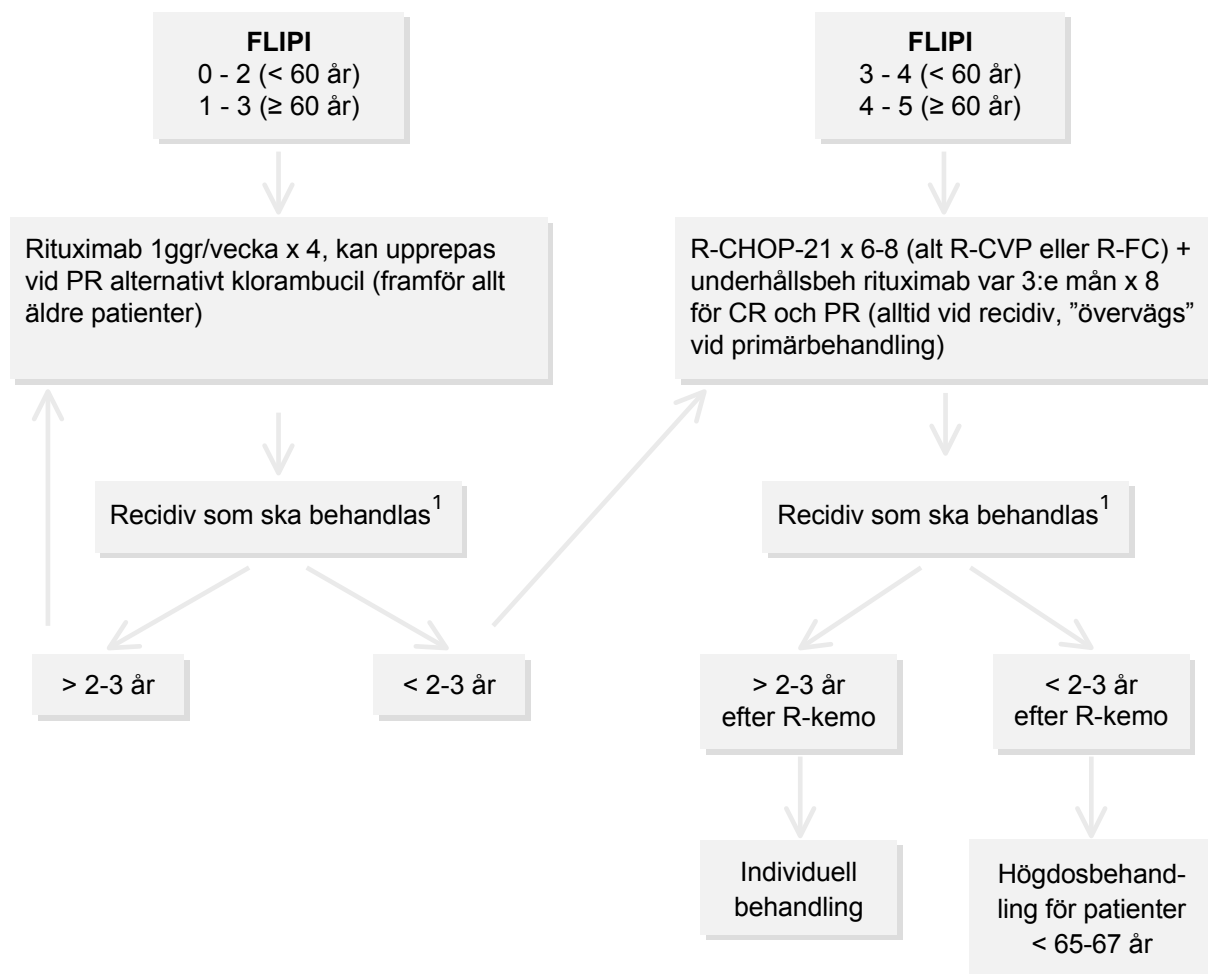 FLIPI
0 - 2 (< 60 år)
1 - 3 (≥ 60 år)
Rituximab 1ggr/vecka x 4, kan upprepas
vid PR alternativt klorambucil (framför allt
äldre patienter)
Recidiv som ska behandlas¹
> 2-3 år
< 2-3 år
FLIPI
3 - 4 (< 60 år)
4 - 5 (≥ 60 år)
R-CHOP-21 x 6-8 (alt R-CVP eller R-FC) +
underhållsbeh rituximab var 3:e mån x 8
för CR och PR (alltid vid recidiv, ”övervägs”
vid primärbehandling)
Recidiv som ska behandlas¹
> 2-3 år
efter R-kemo
< 2-3 år
efter R-kemo
Individuell
behandling
Högdosbehand-
ling för patienter
< 65-67 år